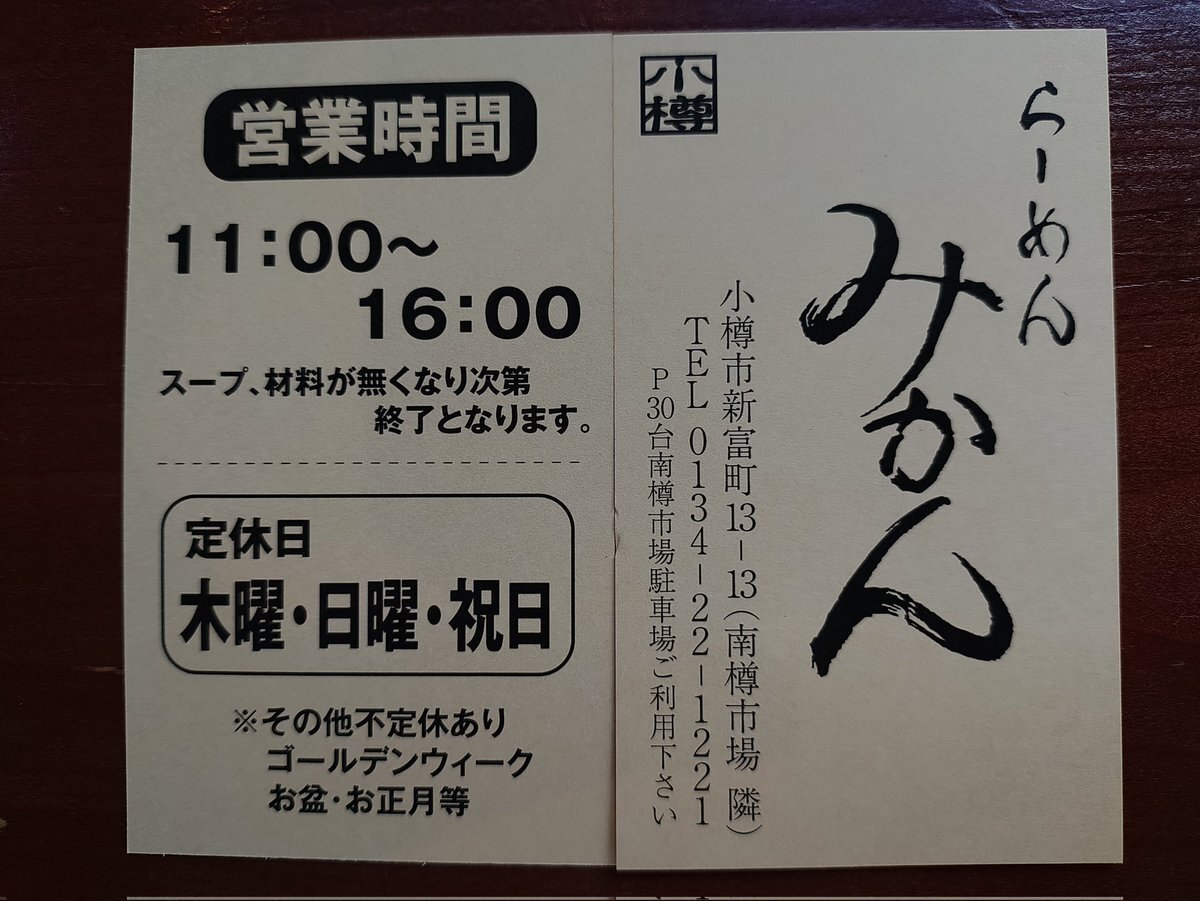 営業時間
11:00～
16:00
スープ、材料が無くなり次第
終了となります。
定休日
木曜・日曜・祝日
※その他不定休あり
ゴールデンウィーク
お盆・お正月等
小樽
らーめん
みかん
小樽市新富町13-13(南樽市場 隣)
TEL 0134-22-1221
P30台南樽市場駐車場ご利用下さい